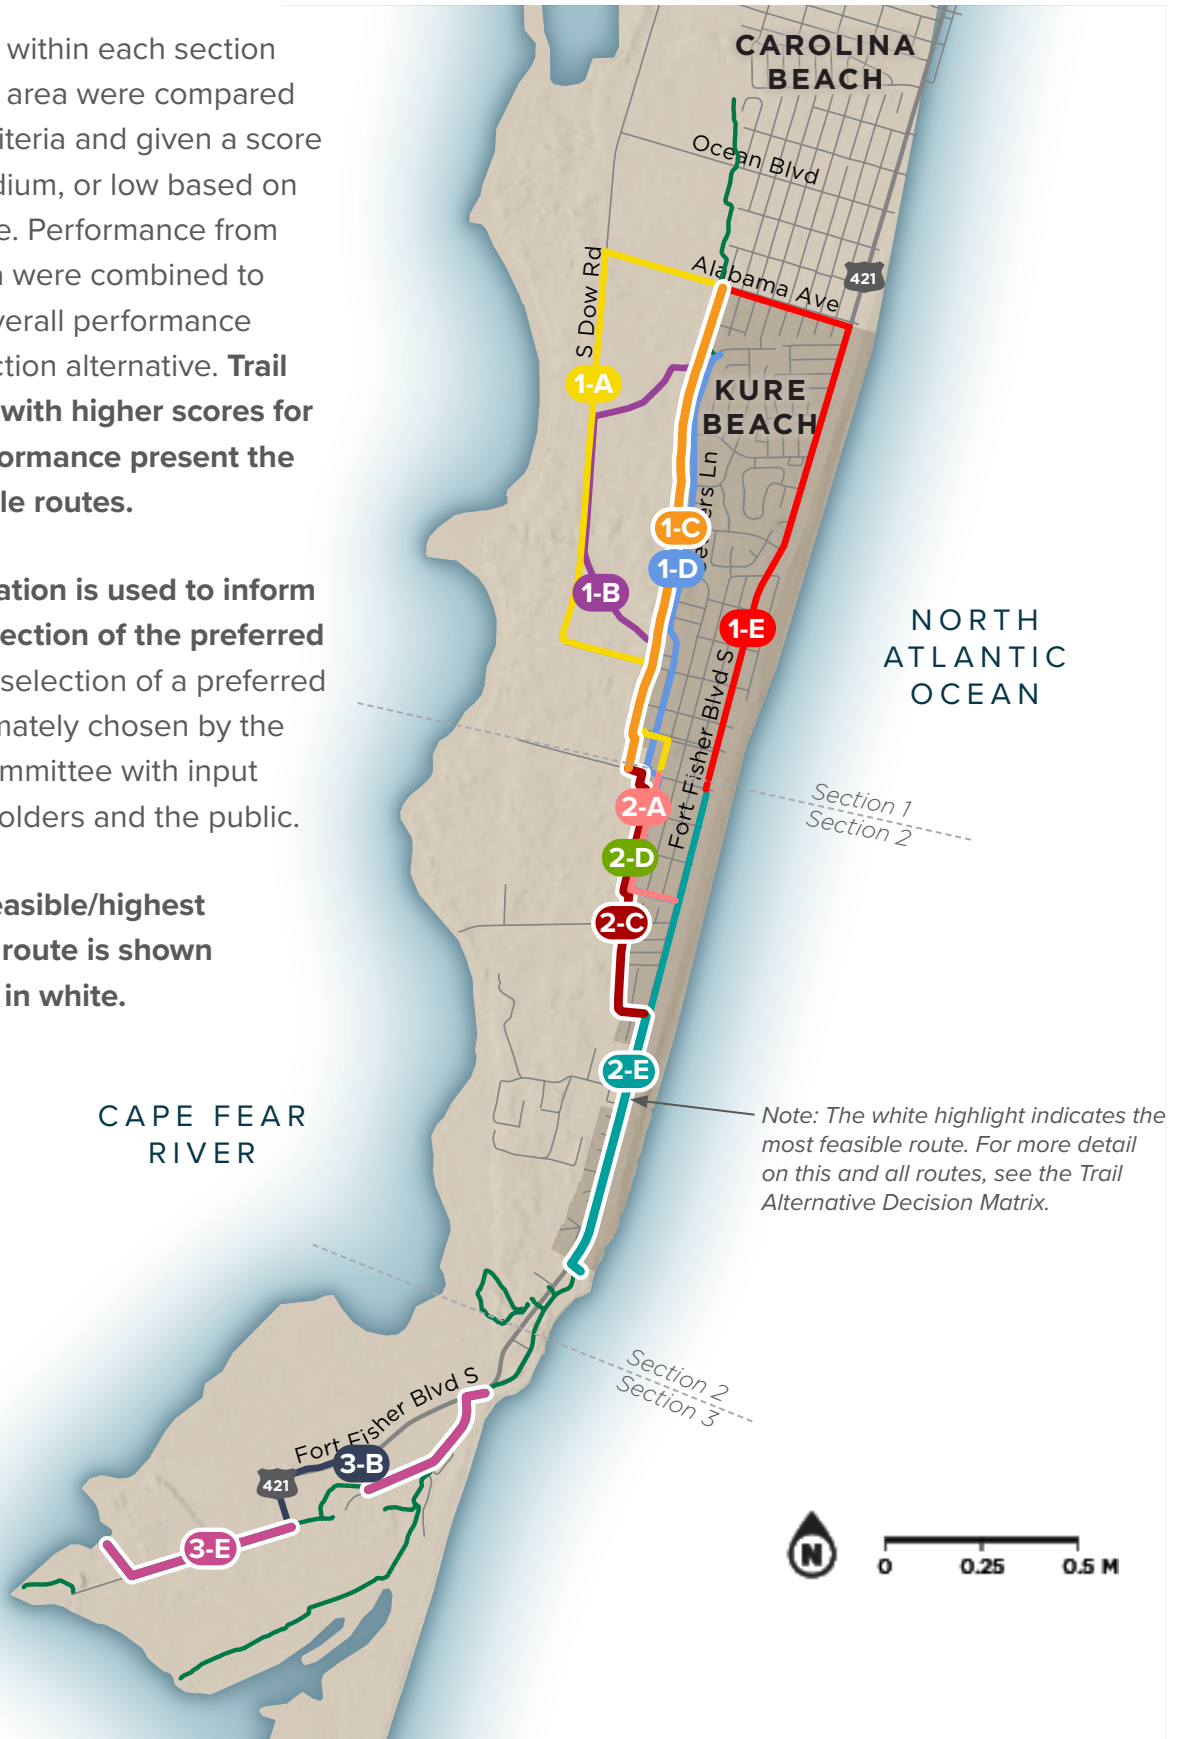 within each section
area were compared
iteria and given a score
dium, or low based on
e. Performance from
were combined to
verall performance
ction alternative. Trail
with higher scores for
ormance present the
le routes.
ation is used to inform
ection of the preferred
selection of a preferred
mately chosen by the
mmittee with input
olders and the public.
easible/highest
route is shown
in white.
CAROLINA
BEACH
Ocean Blvd
S Dow Rd
Alabama Ave
421
1-A
KURE
BEACH
ers Ln
1-C
1-D
1-B
1-E
NORTH
ATLANTIC
OCEAN
Fort Fisher Blvd S
Section 1
Section 2
2-A
2-D
2-C
2-E
CAPE FEAR
RIVER
Note: The white highlight indicates the
most feasible route. For more detail
on this and all routes, see the Trail
Alternative Decision Matrix.
Section 2
Section 3
Fort Fisher Blvd S
3-B
421
3-E
N
0 0.25 0.5 M